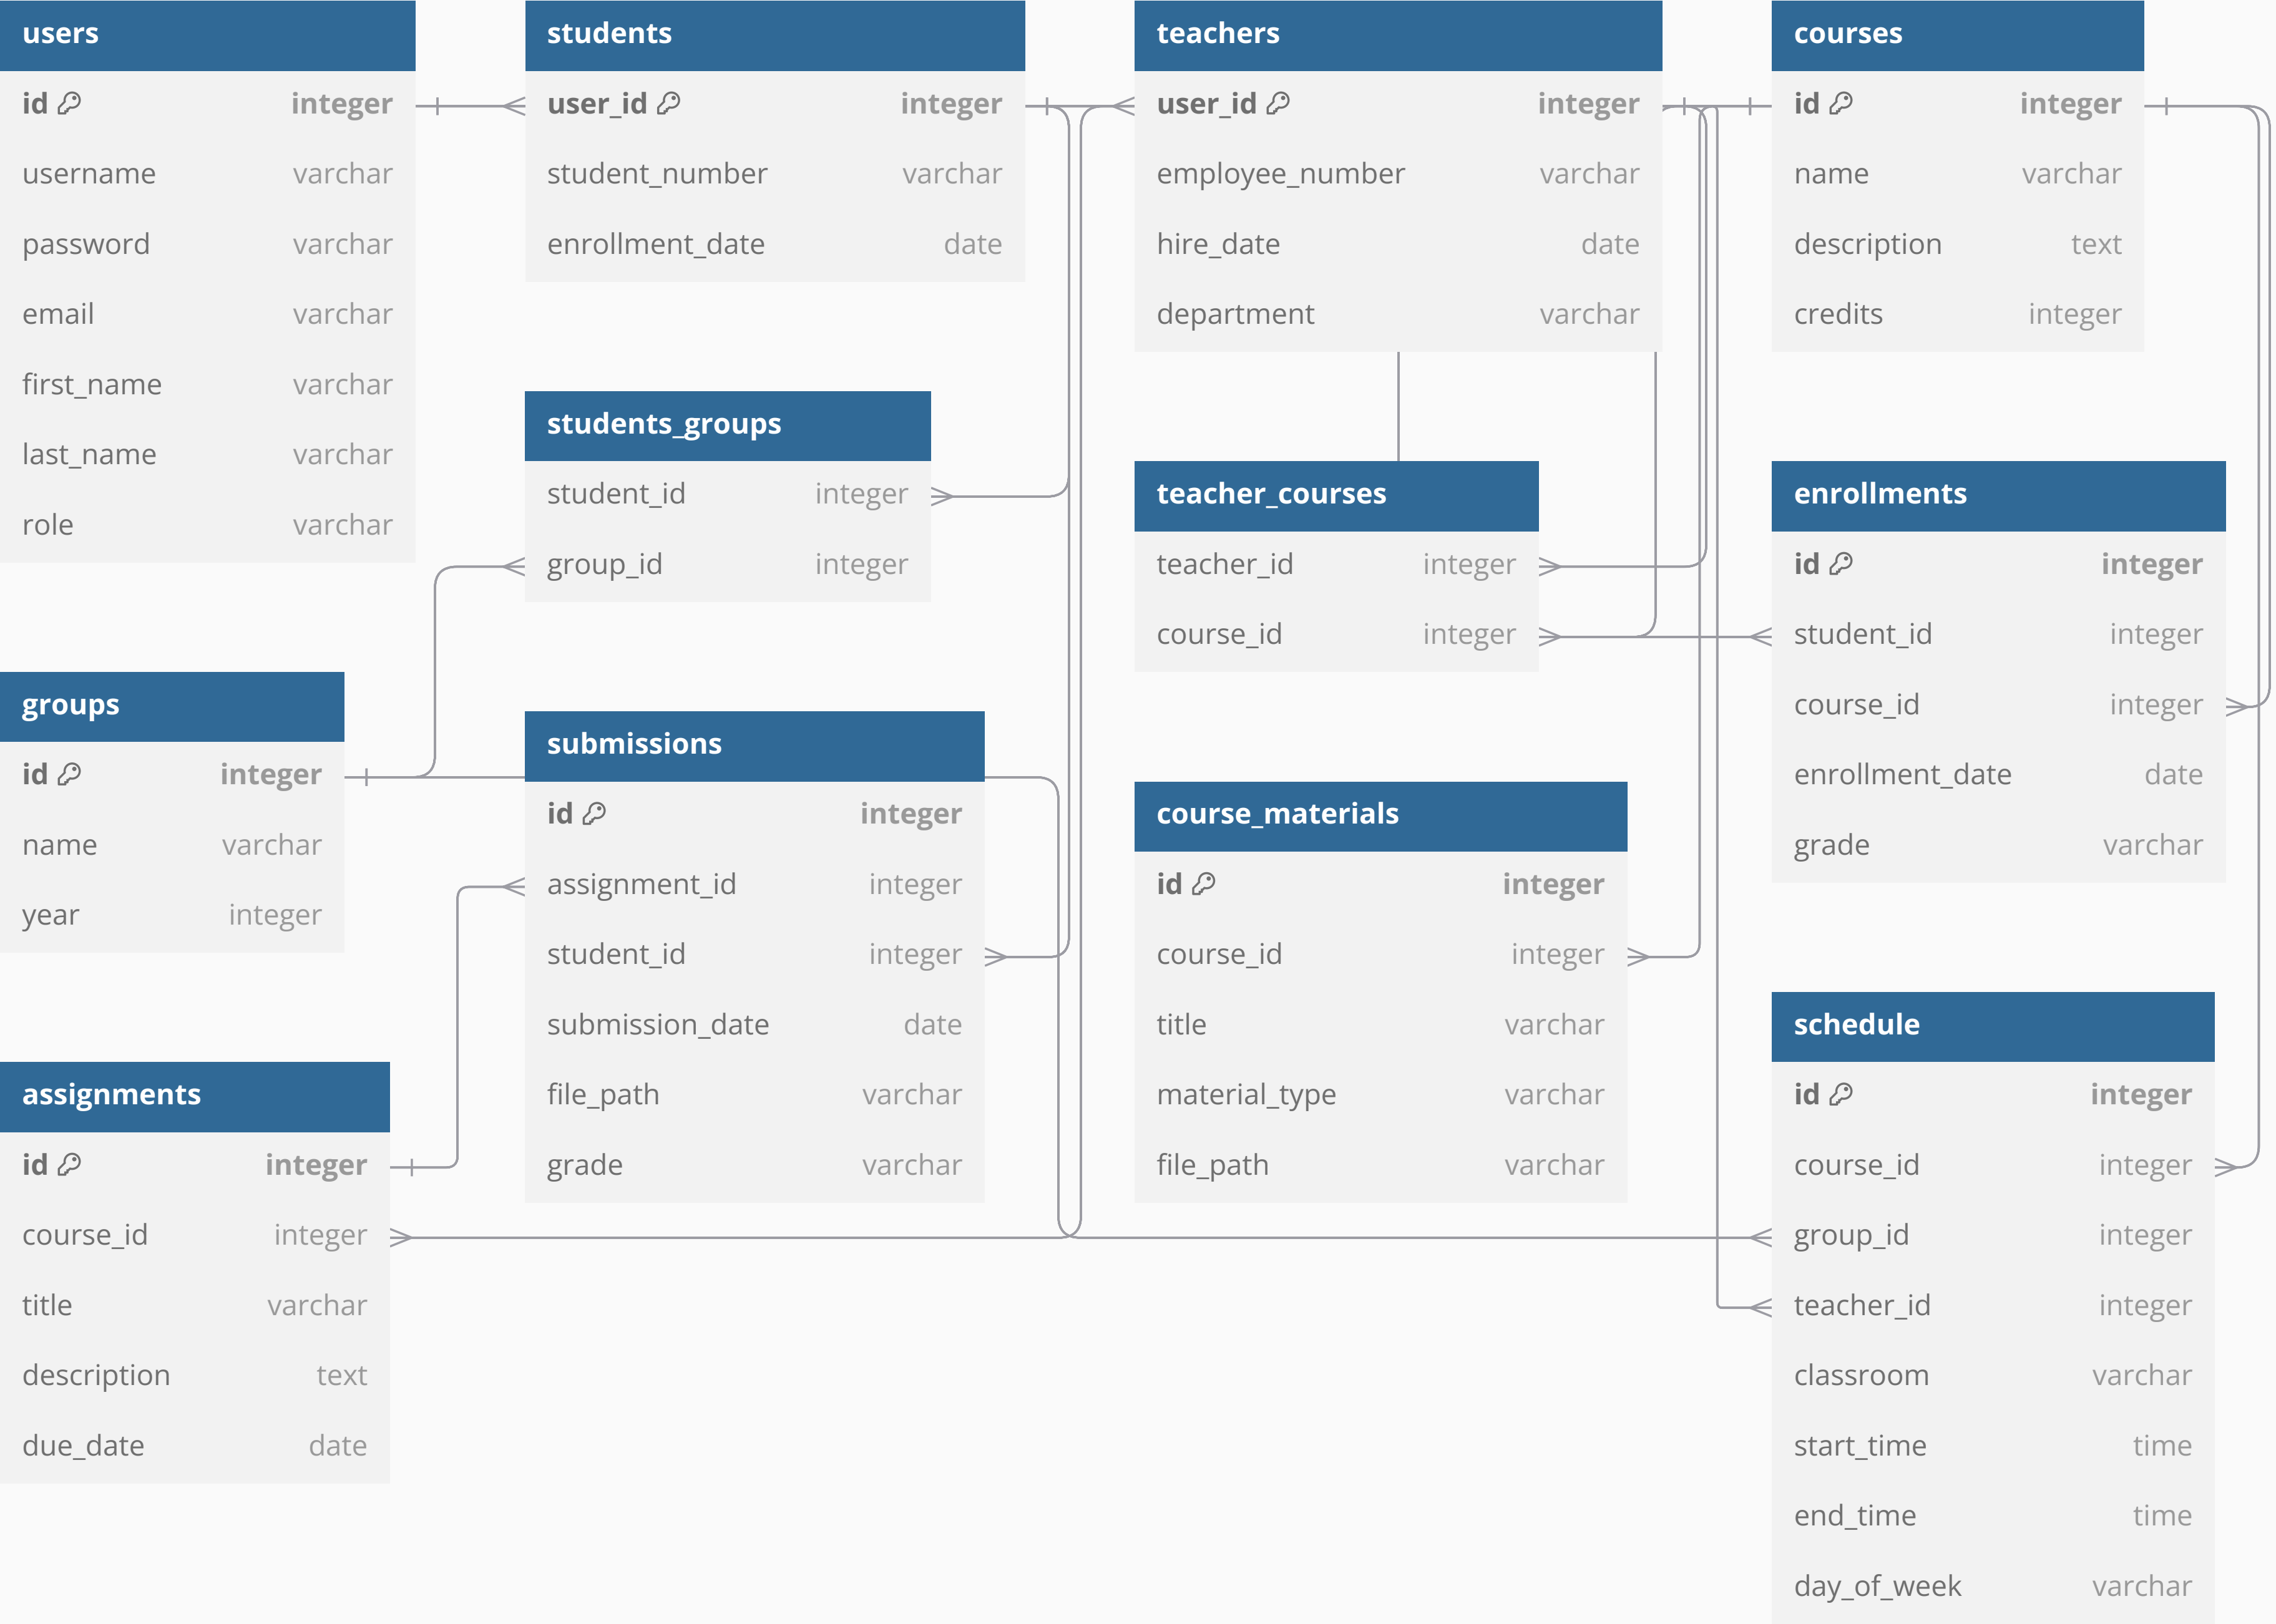 users
id integer
username varchar
password varchar
email varchar
first_name varchar
last_name varchar
role varchar
students
user_id integer
student_number varchar
enrollment_date date
teachers
user_id integer
employee_number varchar
hire_date date
department varchar
courses
id integer
name varchar
description text
credits integer
students_groups
student_id integer
group_id integer
teacher_courses
teacher_id integer
course_id integer
enrollments
id integer
student_id integer
course_id integer
enrollment_date date
grade varchar
groups
id integer
name varchar
year integer
submissions
id integer
assignment_id integer
student_id integer
submission_date date
file_path varchar
grade varchar
course_materials
id integer
course_id integer
title varchar
material_type varchar
file_path varchar
schedule
id integer
course_id integer
group_id integer
teacher_id integer
classroom varchar
start_time time
end_time time
day_of_week varchar
assignments
id integer
course_id integer
title varchar
description text
due_date date